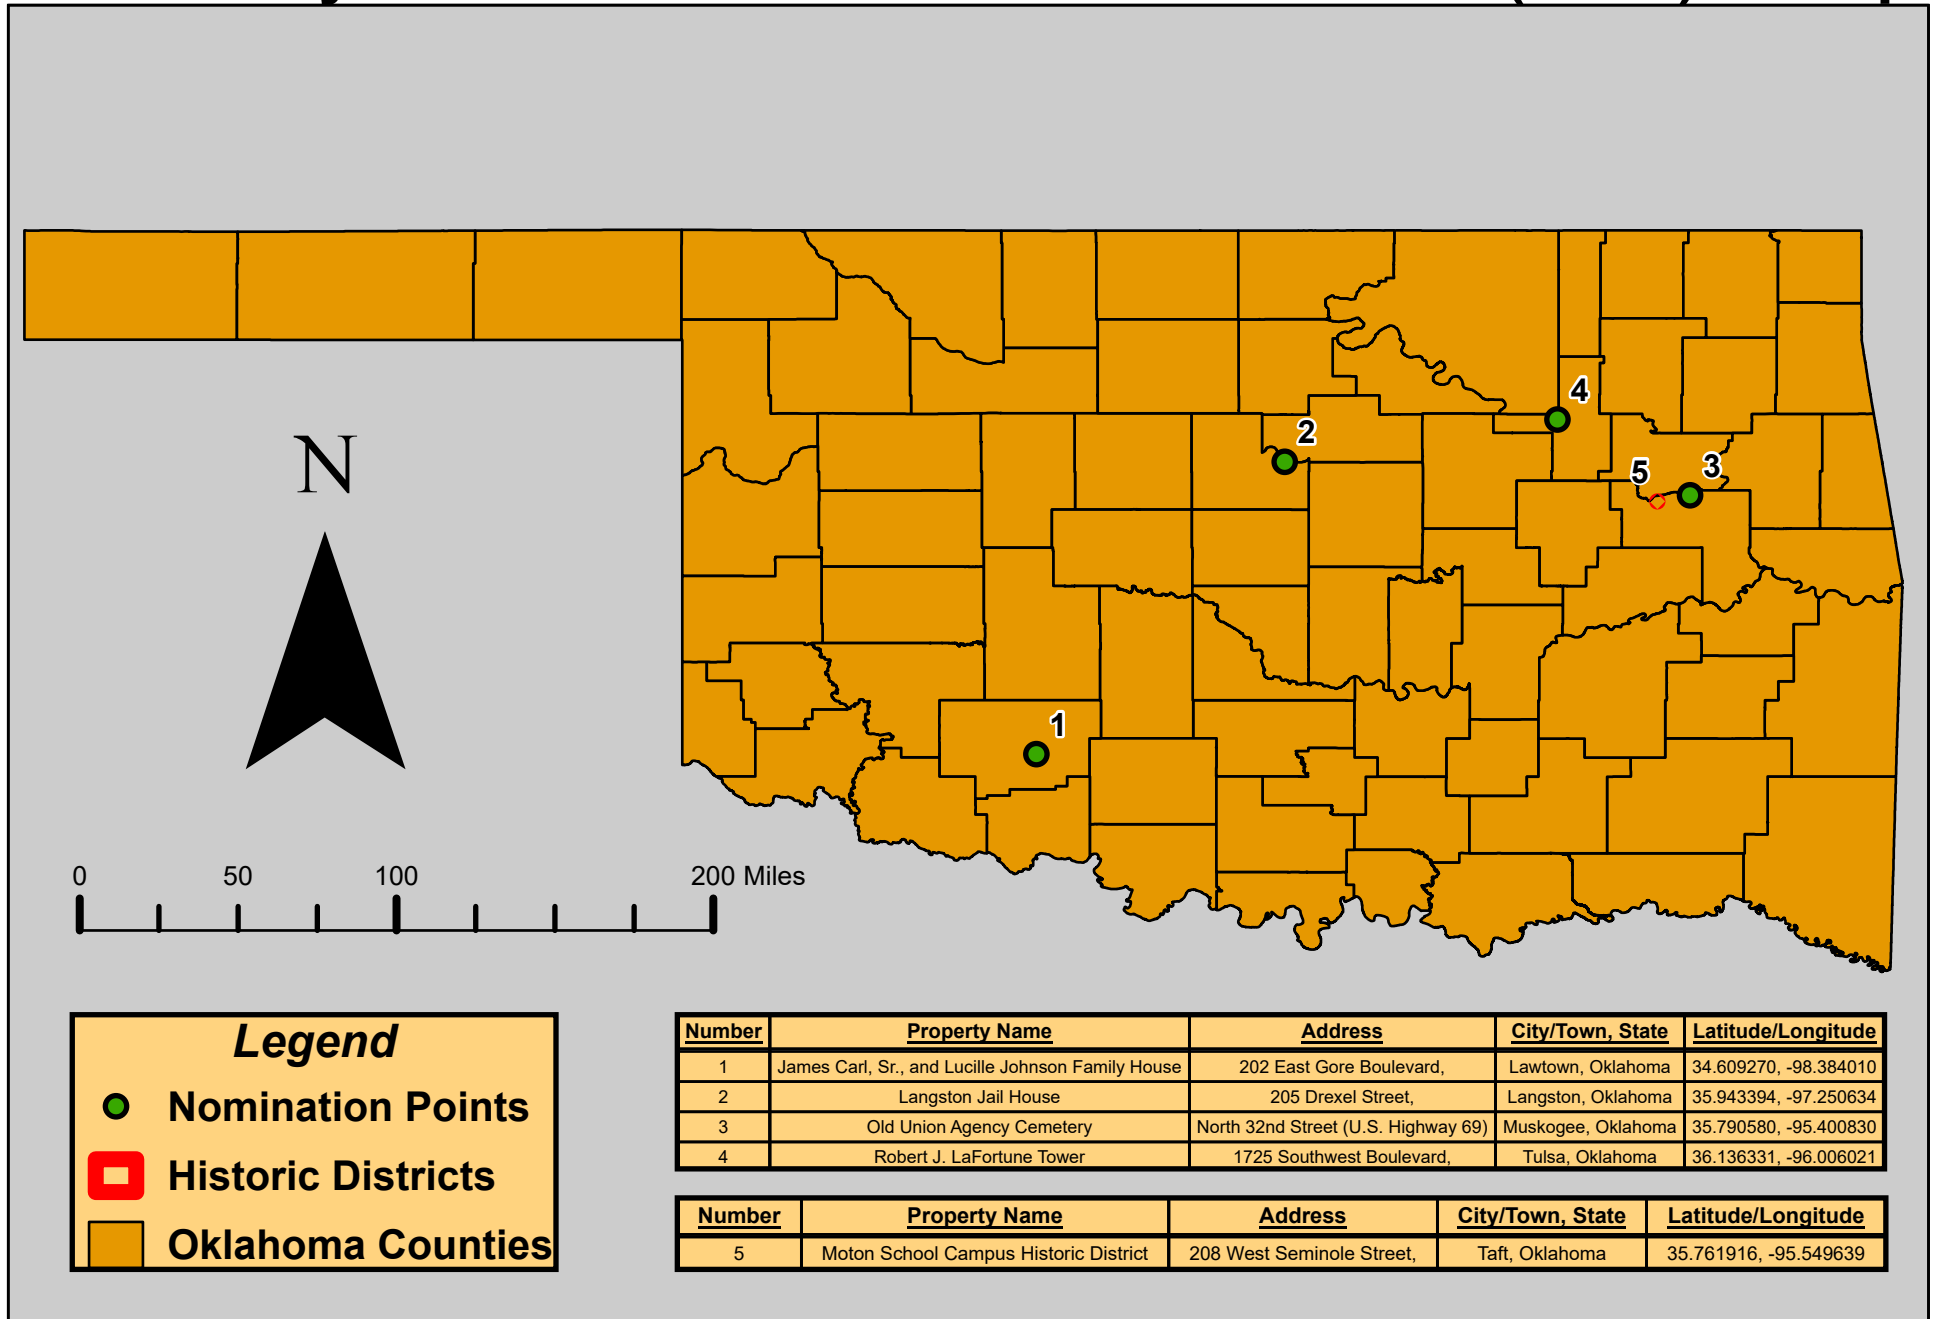 4
2
3
5
N
1
0 50 100 200 Miles
Legend
Nomination Points
Historic Districts
Oklahoma Counties
Number Property Name Address City/Town, State Latitude/Longitude
1 James Carl, Sr., and Lucille Johnson Family House 202 East Gore Boulevard, Lawtown, Oklahoma 34.609270, -98.384010
2 Langston Jail House 205 Drexel Street, Langston, Oklahoma 35.943394, -97.250634
3 Old Union Agency Cemetery North 32nd Street (U.S. Highway 69) Muskogee, Oklahoma 35.790580, -95.400830
4 Robert J. LaFortune Tower 1725 Southwest Boulevard, Tulsa, Oklahoma 36.136331, -96.006021
Number Property Name Address City/Town, State Latitude/Longitude
5 Moton School Campus Historic District 208 West Seminole Street, Taft, Oklahoma 35.761916, -95.549639